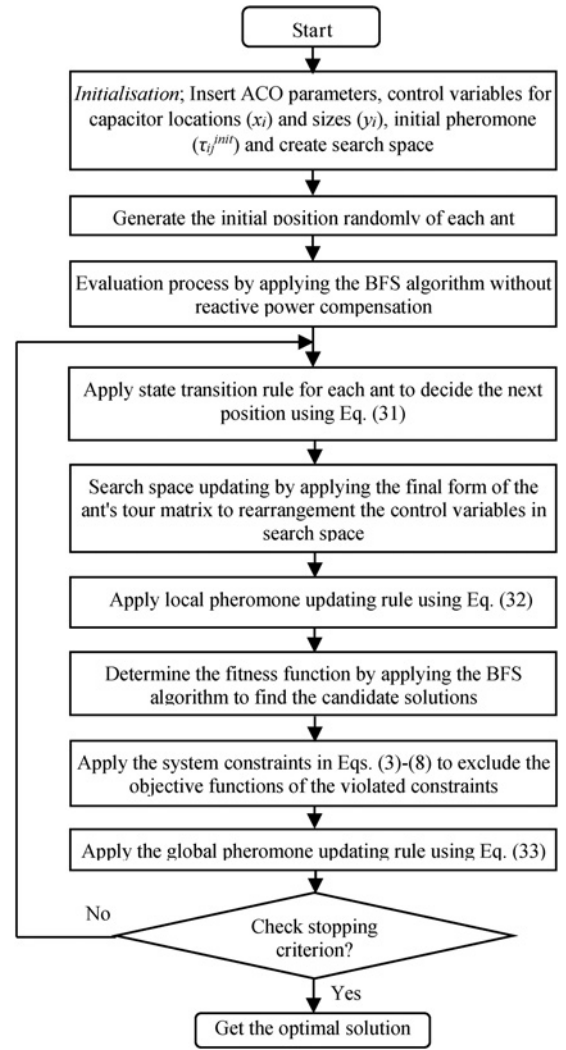 Start
Initialisation; Insert ACO parameters, control variables for
capacitor locations (xi) and sizes (yi), initial pheromone
(τij^init) and create search space
Generate the initial position randomly of each ant
Evaluation process by applying the BFS algorithm without
reactive power compensation
Apply state transition rule for each ant to decide the next
position using Eq. (31)
Search space updating by applying the final form of the
ant's tour matrix to rearrangement the control variables in
search space
Apply local pheromone updating rule using Eq. (32)
Determine the fitness function by applying the BFS
algorithm to find the candidate solutions
Apply the system constraints in Eqs. (3)-(8) to exclude the
objective functions of the violated constraints
Apply the global pheromone updating rule using Eq. (33)
No
Check stopping
criterion?
Yes
Get the optimal solution